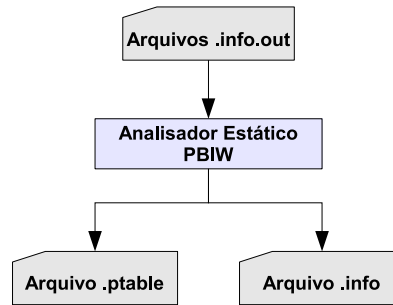 Arquivos .info.out
Analisador Estático
PBIW
Arquivo .ptable
Arquivo .info